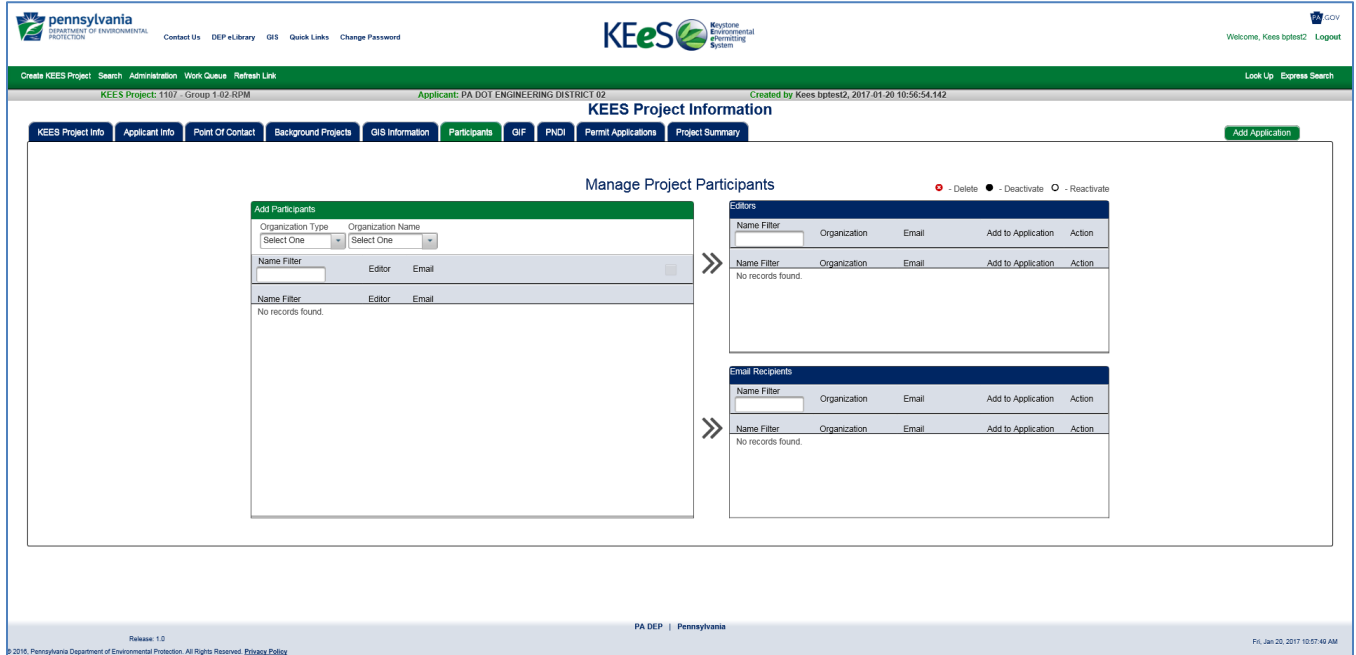 pennsylvania
DEPARTMENT OF ENVIRONMENTAL
PROTECTION
Contact Us DEP eLibrary GIS Quick Links Change Password
KEeS Keystone
Environmental
ePermitting
System
PA.GOV
Welcome, Kees bptest2 Logout
Create KEES Project Search Administration Work Queue Refresh Link Look Up Express Search
KEES Project: 1107 - Group 1-02-RPM Applicant: PA DOT ENGINEERING DISTRICT 02 Created by Kees bptest2, 2017-01-20 10:56:54.142
KEES Project Information
KEES Project Info Applicant Info Point Of Contact Background Projects GIS Information Participants GIF PNDI Permit Applications Project Summary Add Application
Manage Project Participants
- Delete - Deactivate - Reactivate
Add Participants
Organization Type Organization Name
Select One Select One
Name Filter
Editor Email
Name Filter Editor Email
No records found.
Editors
Name Filter
Organization Email Add to Application Action
Name Filter Organization Email Add to Application Action
No records found.
Email Recipients
Name Filter
Organization Email Add to Application Action
Name Filter Organization Email Add to Application Action
No records found.
PA DEP | Pennsylvania
Release: 1.0
Fri, Jan 20, 2017 10:57:49 AM
© 2016, Pennsylvania Department of Environmental Protection. All Rights Reserved. Privacy Policy